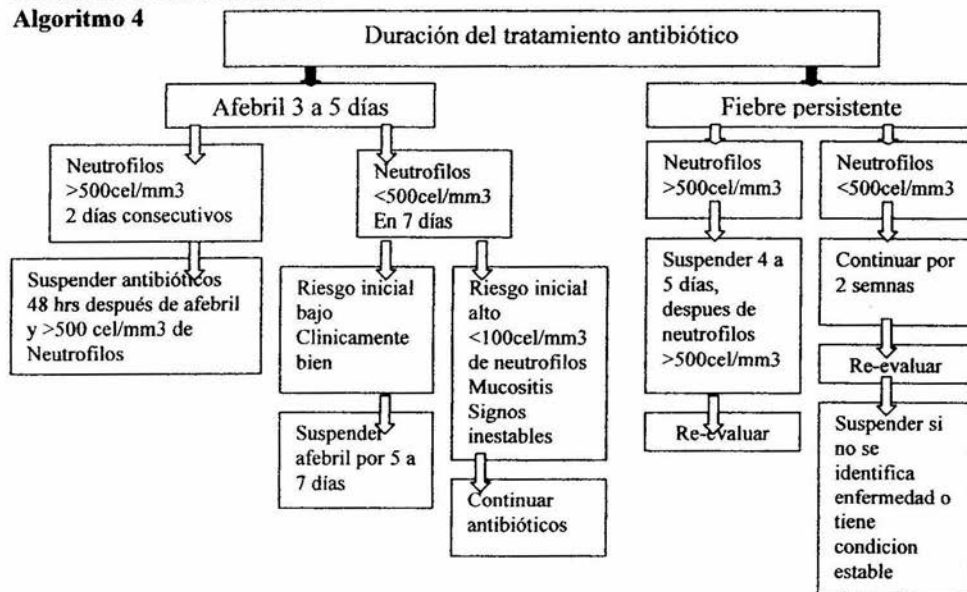 Algoritmo 4
Duración del tratamiento antibiótico
Afebril 3 a 5 días
Fiebre persistente
Neutrofilos
>500cel/mm3
2 días consecutivos
Neutrofilos
<500cel/mm3
En 7 días
Neutrofilos
>500cel/mm3
Neutrofilos
<500cel/mm3
Suspender antibióticos
48 hrs después de afebril
y >500 cel/mm3 de
Neutrofilos
Riesgo inicial
bajo
Clinicamente
bien
Riesgo inicial
alto
<100cel/mm3
de neutrofilos
Mucositis
Signos
inestables
Suspender 4 a
5 días,
despues de
neutrofilos
>500cel/mm3
Continuar por
2 semnas
Suspender
afebril por 5 a
7 días
Continuar
antibióticos
Re-evaluar
Re-evaluar
Suspender si
no se
identifica
enfermedad o
tiene
condicion
estable